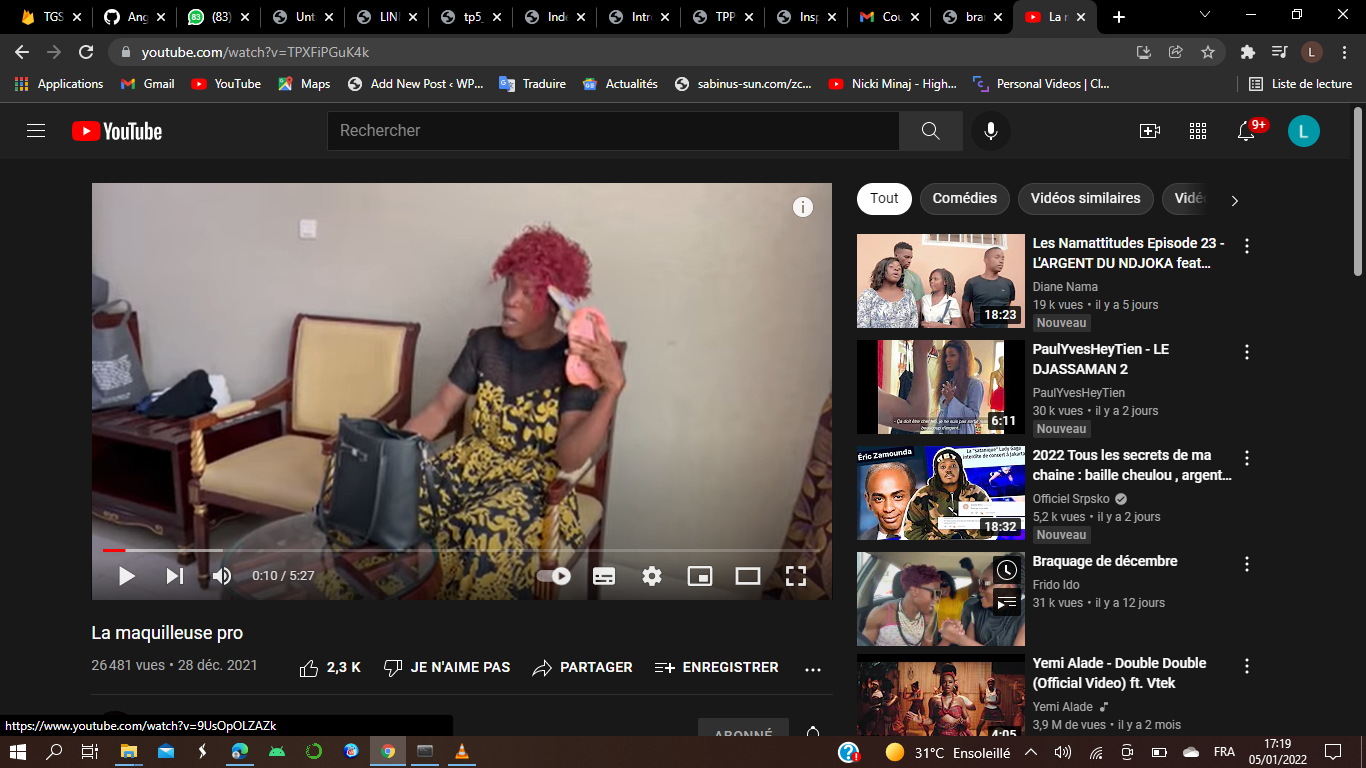 TGS
Ang
(83)
Unt
LINI
tp5_
Inde
Intro
TPP
Insp
Cou
bra
La r
youtube.com/watch?v=TPXFiPGuK4k
L
Applications
Gmail
YouTube
Maps
Add New Post ‹ WP...
Traduire
Actualités
sabinus-sun.com/zc...
Nicki Minaj - High...
Personal Videos | Cl...
Liste de lecture
YouTube
Rechercher
9+
L
Tout
Comédies
Vidéos similaires
Les Namattitudes Episode 23 -
L'ARGENT DU NDJOKA feat...
Diane Nama
19 k vues • il y a 5 jours
Nouveau
18:23
PaulYvesHeyTien - LE
DJASSAMAN 2
PaulYvesHeyTien
30 k vues • il y a 2 jours
Nouveau
6:11
Éric Zamounda
2022 Tous les secrets de ma
chaine : baille cheulou , argent...
Officiel Srpsko
5,2 k vues • il y a 2 jours
Nouveau
18:32
Braquage de décembre
Frido Ido
31 k vues • il y a 12 jours
Yemi Alade - Double Double
(Official Video) ft. Vtek
Yemi Alade
3,9 M de vues • il y a 2 mois
4:05
0:10 / 5:27
La maquilleuse pro
26 481 vues • 28 déc. 2021
2,3 K
JE N'AIME PAS
PARTAGER
ENREGISTRER
ABONNÉ
https://www.youtube.com/watch?v=9UsOpOLZAZk
31°C Ensoleillé
FRA
17:19
05/01/2022